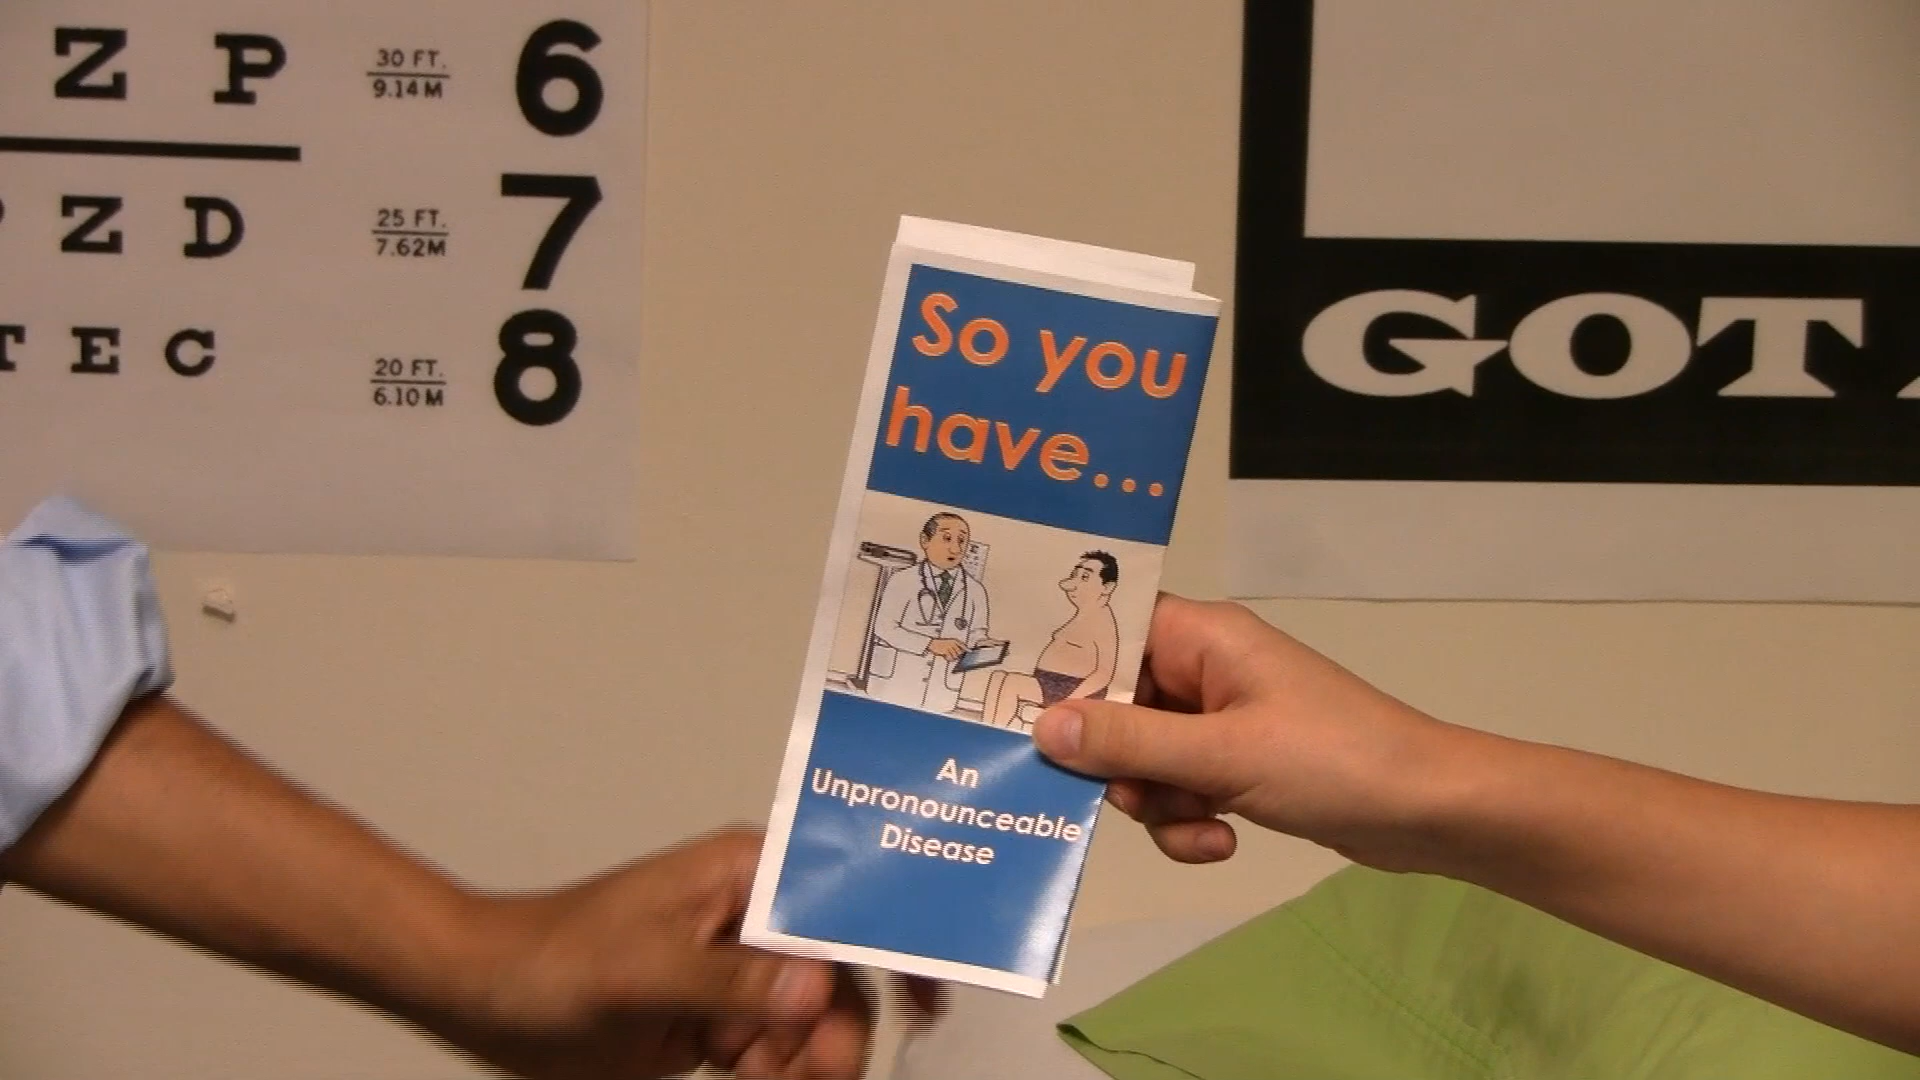 Z P
30 FT.
9.14 M
6
Z D
25 FT.
7.62M
7
T E C
20 FT.
6.10 M
8
So you
have...
An
Unpronounceable
Disease
GOT